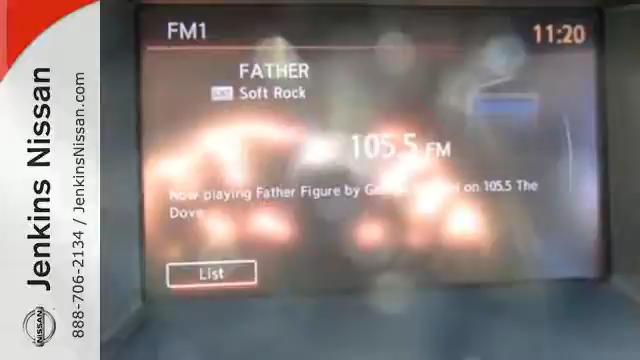 FM1
11:20
FATHER
Soft Rock
105.5 FM
Now playing Father Figure by on 105.5 The
Dove
List
Jenkins Nissan
888-706-2134 / JenkinsNissan.com
NISSAN